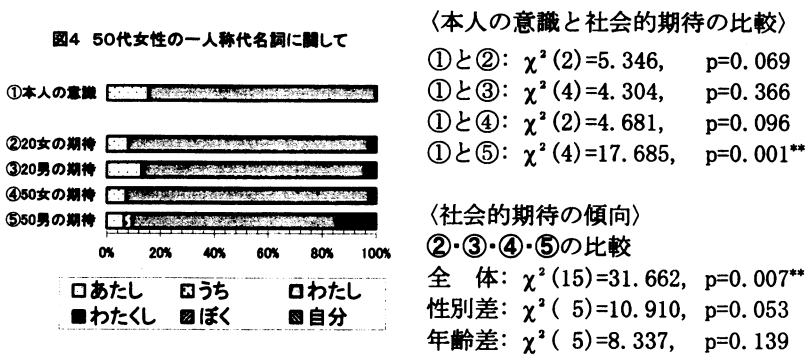 図4 50代女性の一人称代名詞に関して
①本人の意識
②20女の期待
③20男の期待
④50女の期待
⑤50男の期待
0% 20% 40% 60% 80% 100%
あたし うち わたし
わたくし ぼく 自分
〈本人の意識と社会的期待の比較〉
①と②: χ²(2)=5.346, p=0.069
①と③: χ²(4)=4.304, p=0.366
①と④: χ²(2)=4.681, p=0.096
①と⑤: χ²(4)=17.685, p=0.001**
〈社会的期待の傾向〉
②・③・④・⑤の比較
全 体: χ²(15)=31.662, p=0.007**
性別差: χ²( 5)=10.910, p=0.053
年齢差: χ²( 5)=8.337, p=0.139